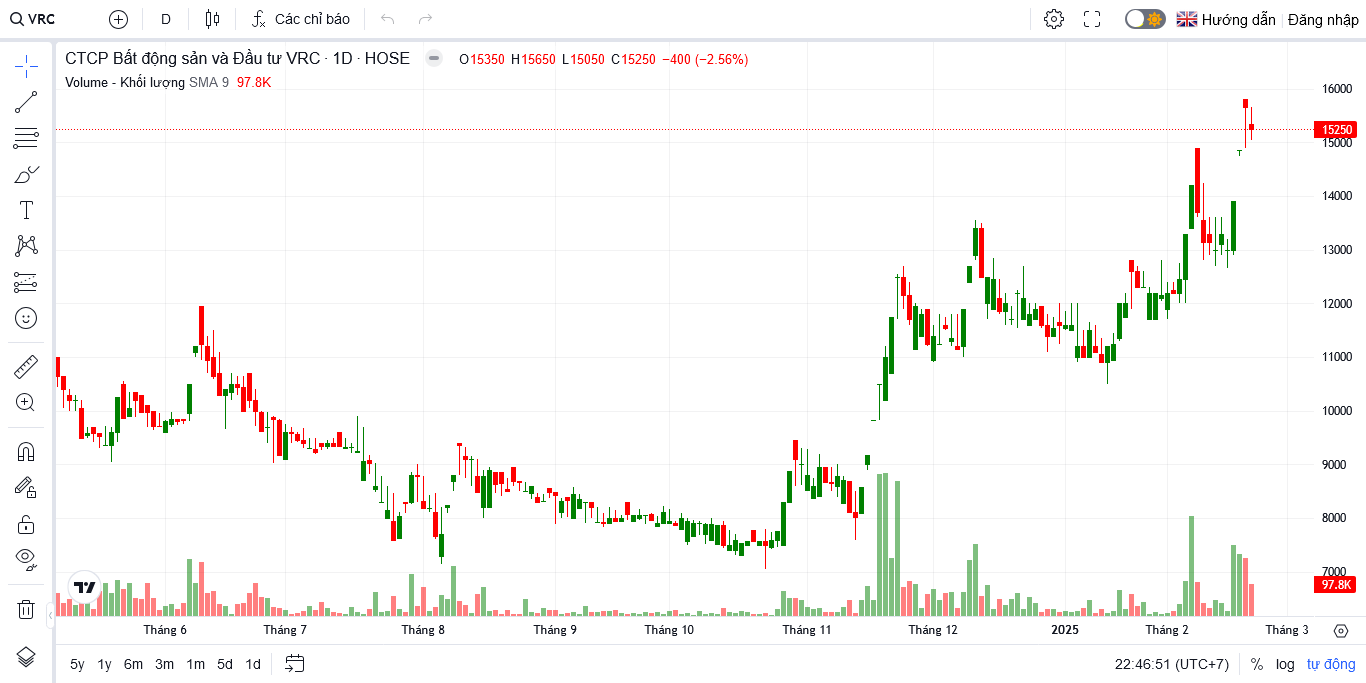 VRC D Các chỉ báo Hướng dẫn Đăng nhập
CTCP Bất động sản và Đầu tư VRC · 1D · HOSE O15350 H15650 L15050 C15250 −400 (−2.56%)
Volume - Khối lượng SMA 9 97.8K
16000
15250
15000
14000
13000
12000
11000
10000
9000
8000
7000
97.8K
Tháng 6 Tháng 7 Tháng 8 Tháng 9 Tháng 10 Tháng 11 Tháng 12 2025 Tháng 2 Tháng 3
5y 1y 6m 3m 1m 5d 1d 22:46:51 (UTC+7) % log tự động